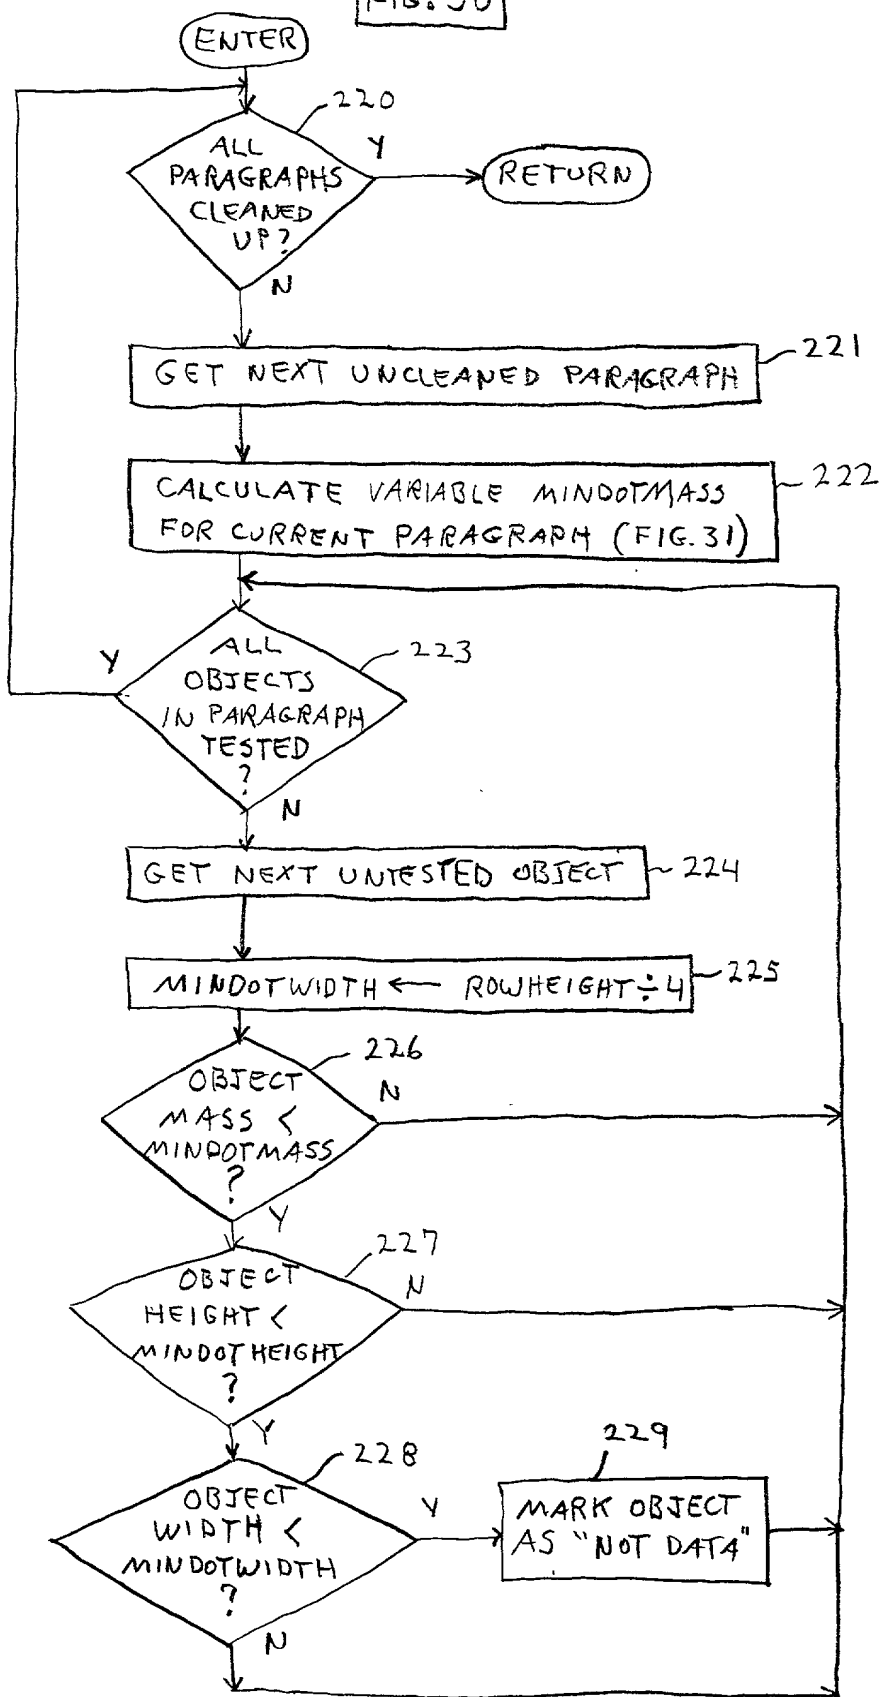 FIG. 30
ENTER
220
ALL
PARAGRAPHS
CLEANED
UP?
Y
RETURN
N
221
GET NEXT UNCLEANED PARAGRAPH
222
CALCULATE VARIABLE MINDOTMASS
FOR CURRENT PARAGRAPH (FIG. 31)
Y
ALL
OBJECTS
IN PARAGRAPH
TESTED
?
223
N
GET NEXT UNTESTED OBJECT
224
MINDOTWIDTH ← ROWHEIGHT ÷ 4
225
226
OBJECT
MASS <
MINDOTMASS
?
N
Y
227
OBJECT
HEIGHT <
MINDOTHEIGHT
?
N
Y
228
OBJECT
WIDTH <
MINDOTWIDTH
?
Y
229
MARK OBJECT
AS "NOT DATA"
N